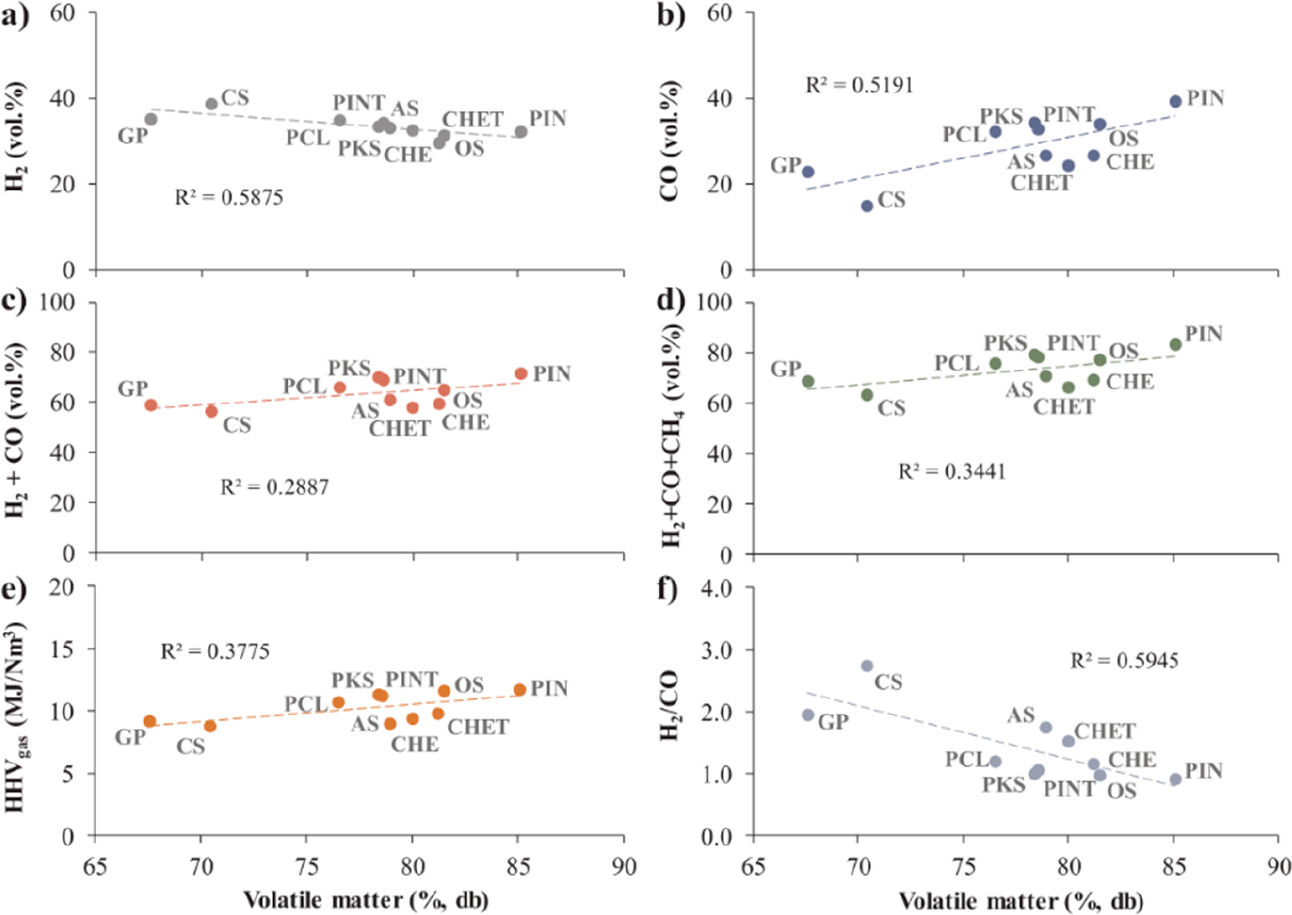 a)
60
40
20
0
H₂ (vol.%)
GP
CS
PCL
PINT
PKS
AS
CHE
CHET
OS
PIN
R² = 0.5875
b)
60
40
20
0
CO (vol.%)
R² = 0.5191
GP
CS
PCL
PKS
PINT
AS
CHET
OS
CHE
PIN
c)
100
80
60
40
20
0
H₂ + CO (vol.%)
GP
CS
PCL
PKS
PINT
AS
CHET
OS
CHE
PIN
R² = 0.2887
d)
100
80
60
40
20
0
H₂+CO+CH₄ (vol.%)
GP
CS
PCL
PKS
PINT
AS
CHET
OS
CHE
PIN
R² = 0.3441
e)
20
15
10
5
0
HHVgas (MJ/Nm³)
R² = 0.3775
GP
CS
PCL
PKS
PINT
AS
CHE
OS
CHET
PIN
65 70 75 80 85 90
Volatile matter (%, db)
f)
4.0
3.0
2.0
1.0
0.0
H₂/CO
R² = 0.5945
CS
GP
AS
CHET
PCL
PKS
PINT
CHE
OS
PIN
65 70 75 80 85 90
Volatile matter (%, db)